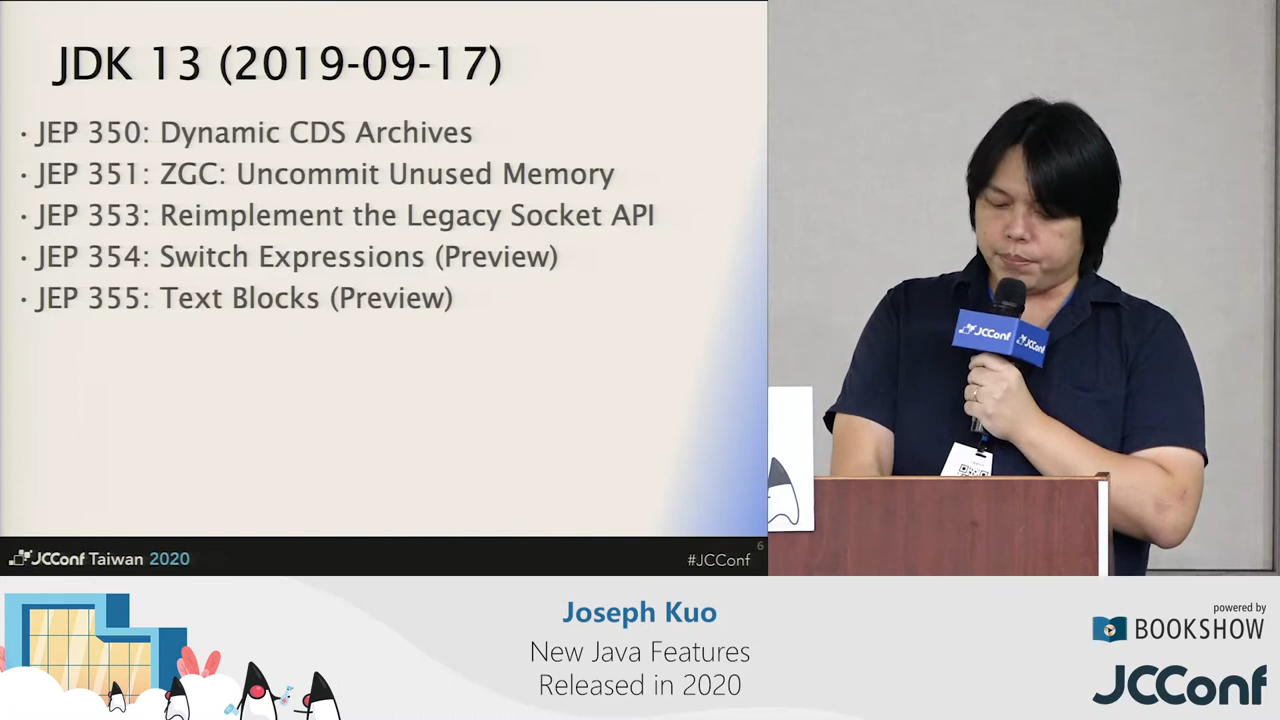 JDK 13 (2019-09-17)
· JEP 350: Dynamic CDS Archives
· JEP 351: ZGC: Uncommit Unused Memory
· JEP 353: Reimplement the Legacy Socket API
· JEP 354: Switch Expressions (Preview)
· JEP 355: Text Blocks (Preview)
6
JCConf Taiwan 2020
#JCConf
JCConf
JCConf
Joseph Kuo
New Java Features
Released in 2020
powered by
BOOKSHOW
JCConf